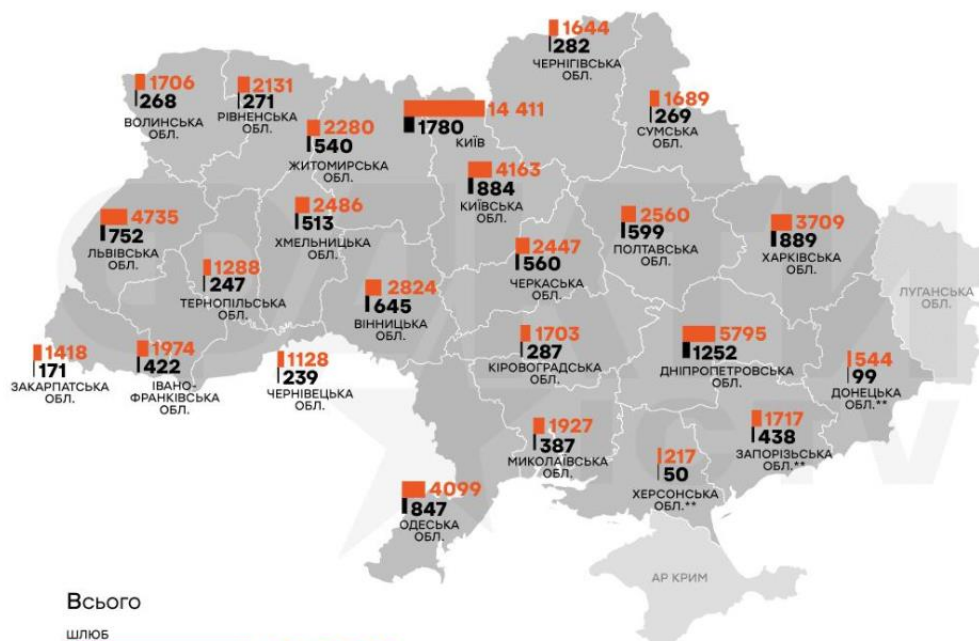 1644
282
ЧЕРНІГІВСЬКА
ОБЛ.
1706
268
ВОЛИНСЬКА
ОБЛ.
2131
271
РІВНЕНСЬКА
ОБЛ.
1689
269
СУМСЬКА
ОБЛ.
14 411
1780
КИЇВ
2280
540
ЖИТОМИРСЬКА
ОБЛ.
4163
884
КИЇВСЬКА
ОБЛ.
4735
752
ЛЬВІВСЬКА
ОБЛ.
2486
513
ХМЕЛЬНИЦЬКА
ОБЛ.
2560
599
ПОЛТАВСЬКА
ОБЛ.
3709
889
ХАРКІВСЬКА
ОБЛ.
2447
560
ЧЕРКАСЬКА
ОБЛ.
1288
247
ТЕРНОПІЛЬСЬКА
ОБЛ.
2824
645
ВІННИЦЬКА
ОБЛ.
ЛУГАНСЬКА
ОБЛ.
1703
287
КІРОВОГРАДСЬКА
ОБЛ.
5795
1252
ДНІПРОПЕТРОВСЬКА
ОБЛ.
1418
171
ЗАКАРПАТСЬКА
ОБЛ.
1974
422
ІВАНО-
ФРАНКІВСЬКА
ОБЛ.
1128
239
ЧЕРНІВЕЦЬКА
ОБЛ.
544
99
ДОНЕЦЬКА
ОБЛ.**
1927
387
МИКОЛАЇВСЬКА
ОБЛ.
217
50
ХЕРСОНСЬКА
ОБЛ.**
1717
438
ЗАПОРІЗЬСЬКА
ОБЛ.**
4099
847
ОДЕСЬКА
ОБЛ.
АР КРИМ
ФАКТИ
ICTV
Всього
ШЛЮБ